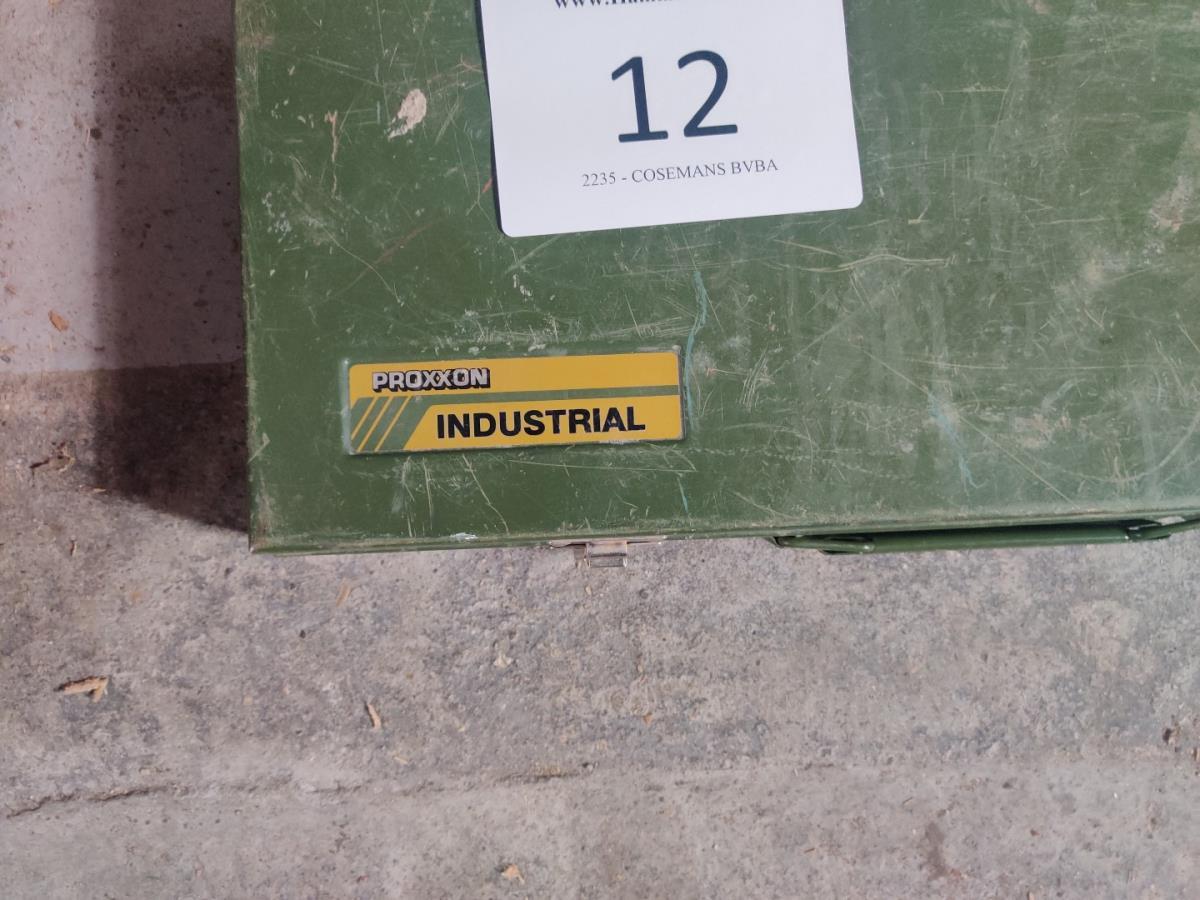 12
2235 - COSEMANS BVBA
PROXXON
INDUSTRIAL